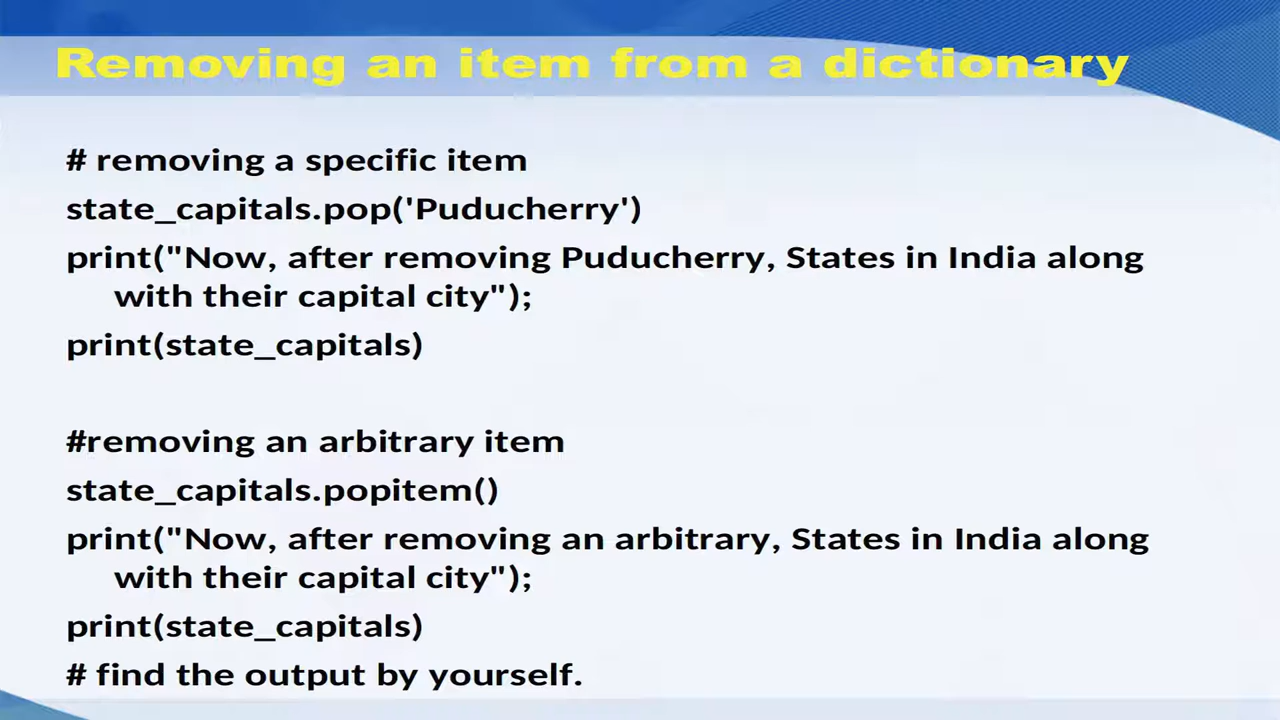 Removing an item from a dictionary
# removing a specific item
state_capitals.pop('Puducherry')
print("Now, after removing Puducherry, States in India along
with their capital city");
print(state_capitals)
#removing an arbitrary item
state_capitals.popitem()
print("Now, after removing an arbitrary, States in India along
with their capital city");
print(state_capitals)
# find the output by yourself.